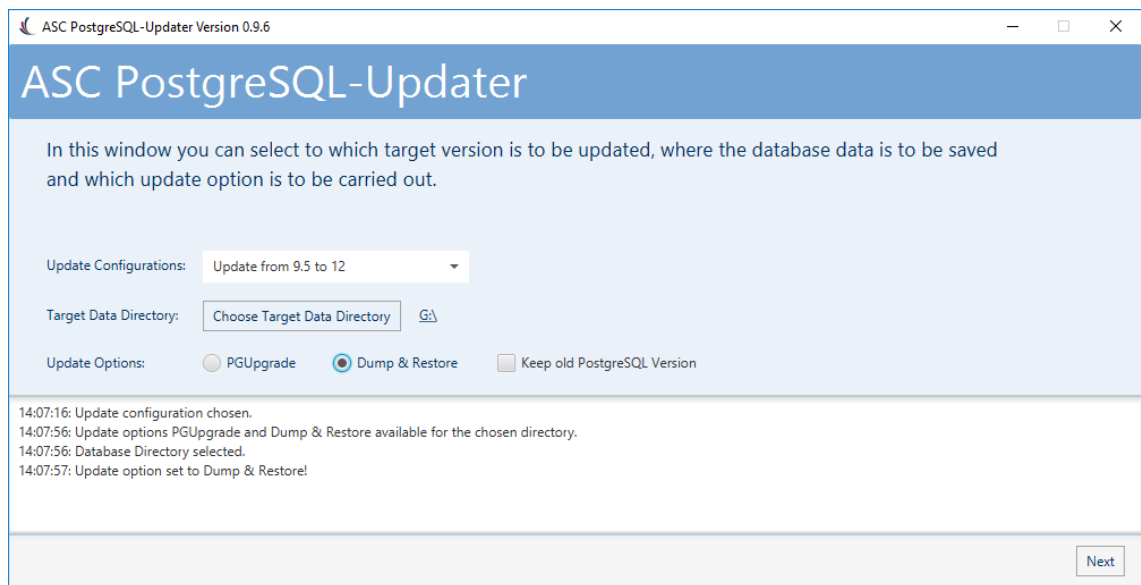 ASC PostgreSQL-Updater Version 0.9.6
ASC PostgreSQL-Updater
In this window you can select to which target version is to be updated, where the database data is to be saved
and which update option is to be carried out.
Update Configurations: Update from 9.5 to 12
Target Data Directory: Choose Target Data Directory G:\
Update Options: PGUpgrade Dump & Restore Keep old PostgreSQL Version
14:07:16: Update configuration chosen.
14:07:56: Update options PGUpgrade and Dump & Restore available for the chosen directory.
14:07:56: Database Directory selected.
14:07:57: Update option set to Dump & Restore!
Next